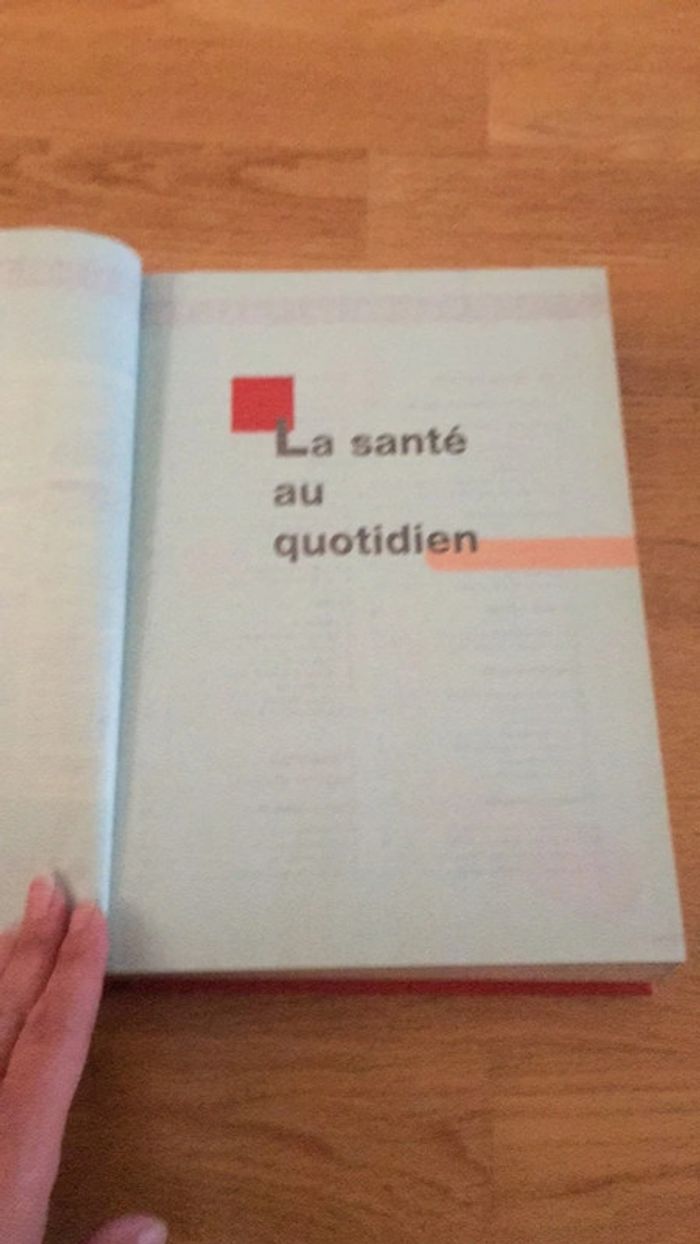 La santé
au
quotidien